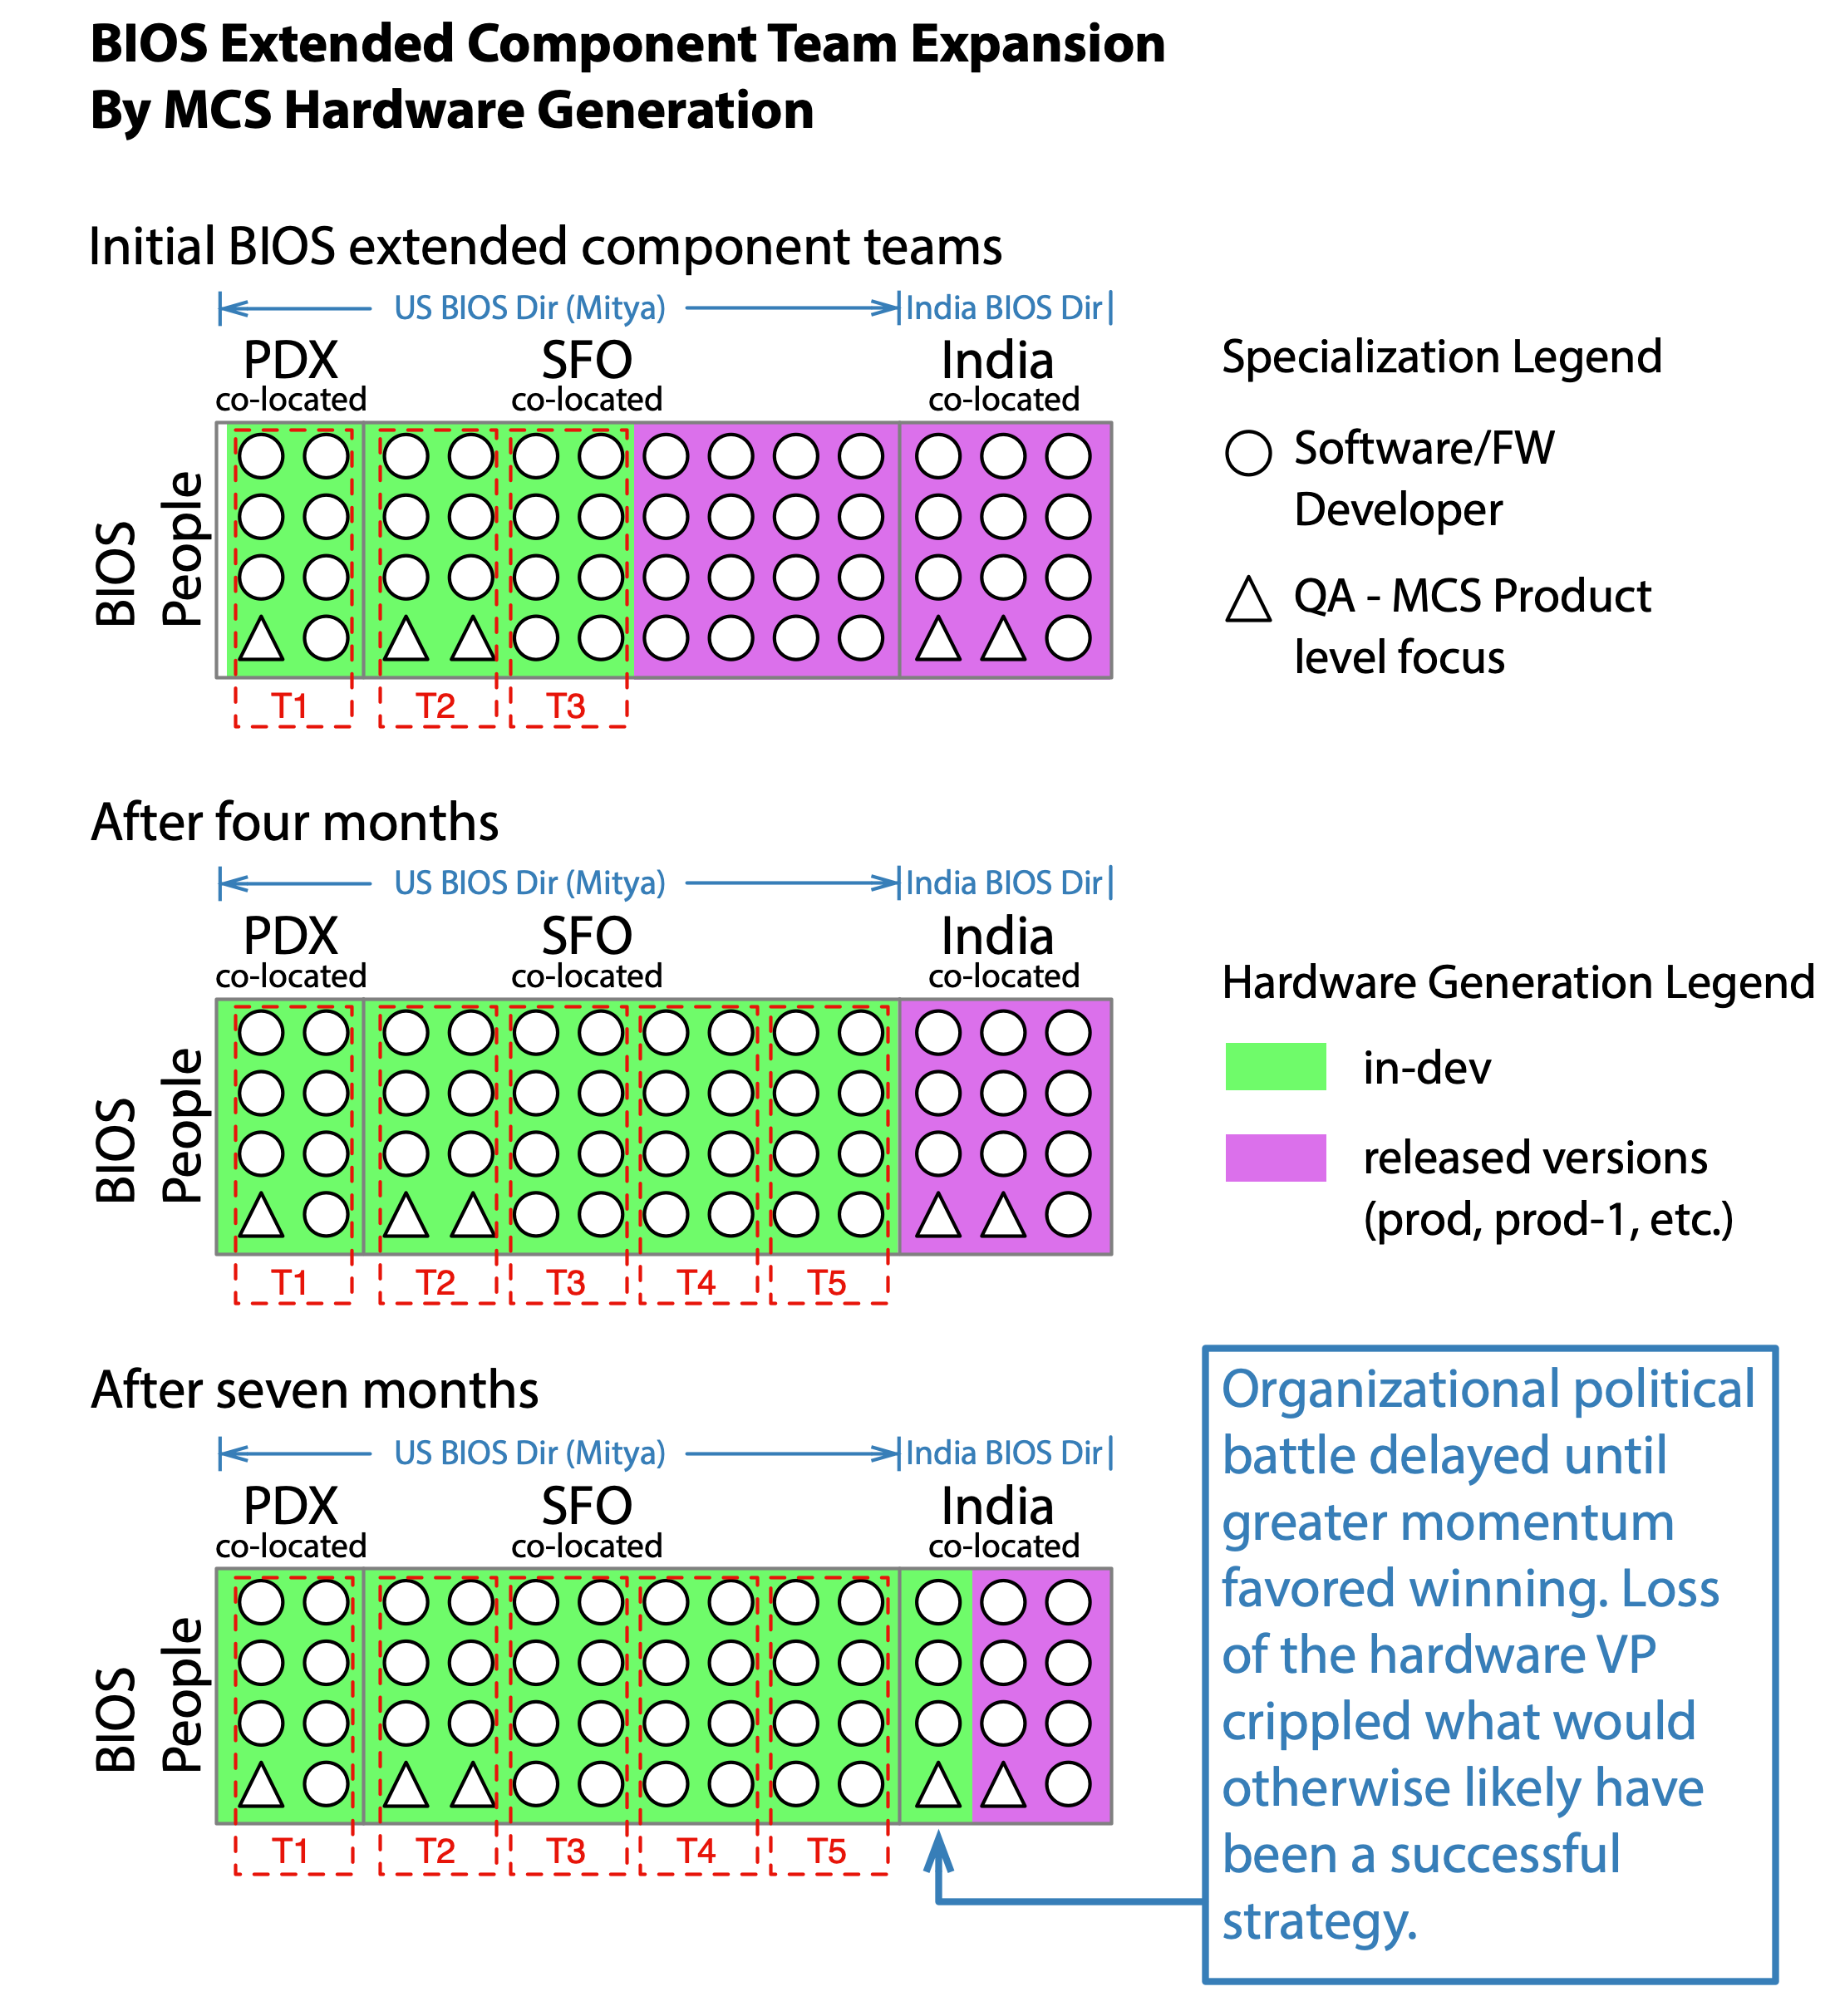 BIOS Extended Component Team Expansion
By MCS Hardware Generation
Initial BIOS extended component teams
US BIOS Dir (Mitya)
India BIOS Dir
PDX
co-located
SFO
co-located
India
co-located
BIOS
People
T1
T2
T3
Specialization Legend
Software/FW
Developer
QA - MCS Product
level focus
After four months
US BIOS Dir (Mitya)
India BIOS Dir
PDX
co-located
SFO
co-located
India
co-located
BIOS
People
T1
T2
T3
T4
T5
Hardware Generation Legend
in-dev
released versions
(prod, prod-1, etc.)
After seven months
US BIOS Dir (Mitya)
India BIOS Dir
PDX
co-located
SFO
co-located
India
co-located
BIOS
People
T1
T2
T3
T4
T5
Organizational political
battle delayed until
greater momentum
favored winning. Loss
of the hardware VP
crippled what would
otherwise likely have
been a successful
strategy.